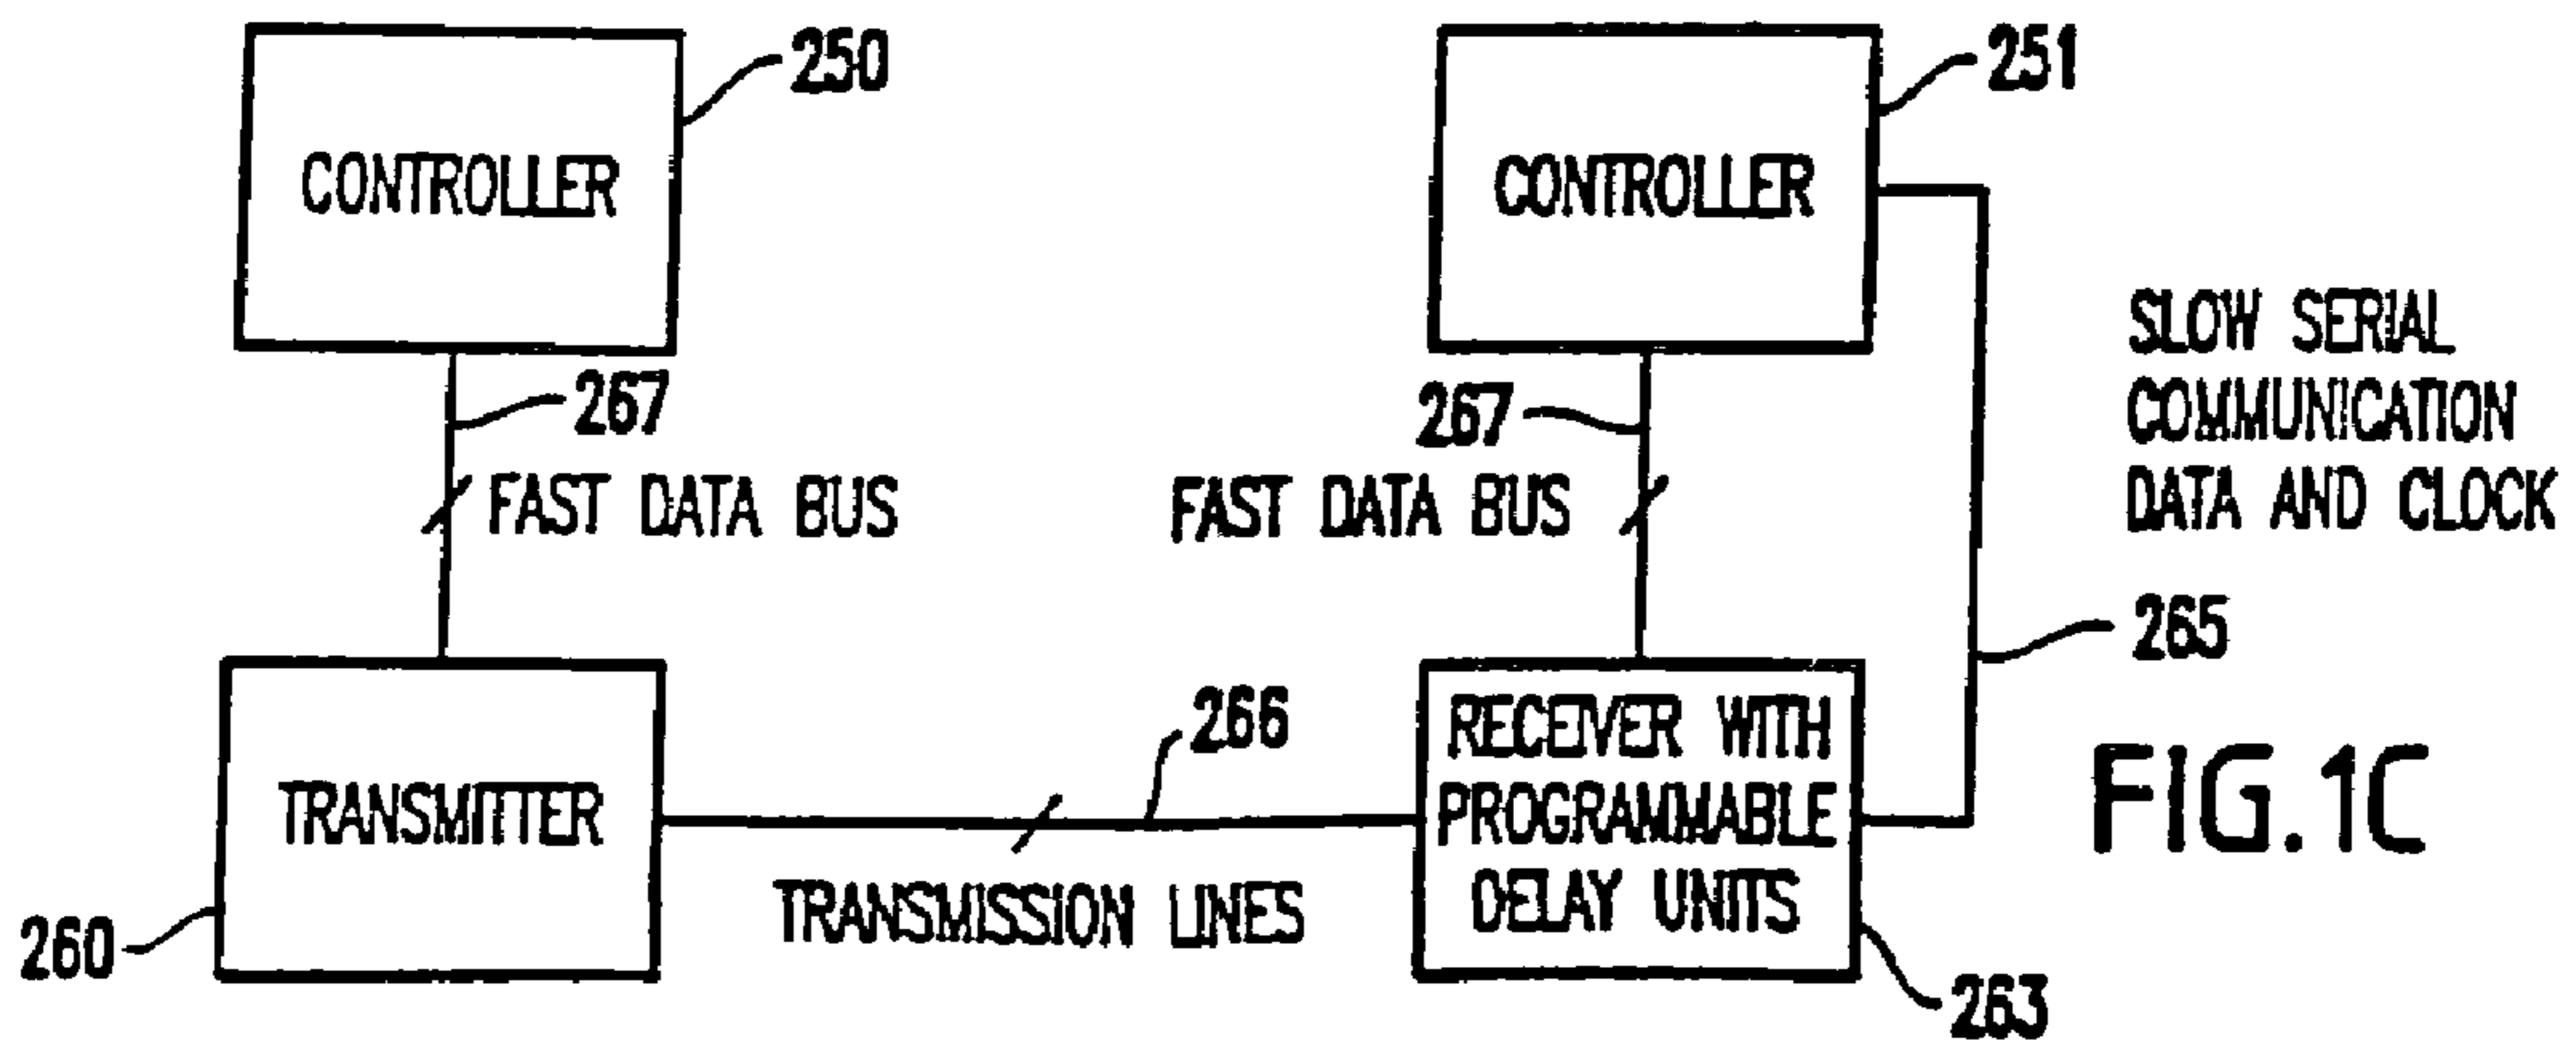 250
251
CONTROLLER
CONTROLLER
SLOW SERIAL
COMMUNICATION
DATA AND CLOCK
267
267
FAST DATA BUS
FAST DATA BUS
265
266
RECEIVER WITH
PROGRAMMABLE
DELAY UNITS
TRANSMITTER
TRANSMISSION LINES
260
263
FIG.1C